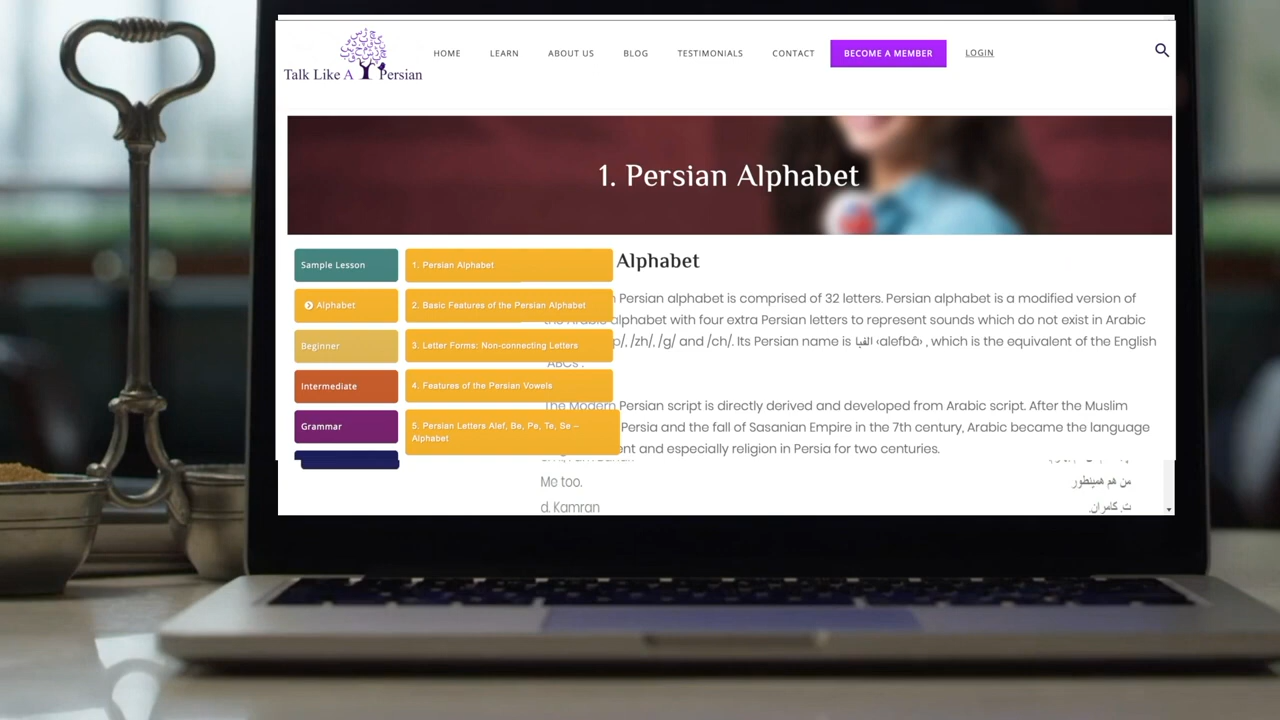 Talk Like A Persian
HOME LEARN ABOUT US BLOG TESTIMONIALS CONTACT BECOME A MEMBER LOGIN
1. Persian Alphabet
Sample Lesson
Alphabet
Beginner
Intermediate
Grammar
1. Persian Alphabet
2. Basic Features of the Persian Alphabet
3. Letter Forms: Non-connecting Letters
4. Features of the Persian Vowels
5. Persian Letters Alef, Be, Pe, Te, Se –
Alphabet
Alphabet
Persian alphabet is comprised of 32 letters. Persian alphabet is a modified version of
alphabet with four extra Persian letters to represent sounds which do not exist in Arabic
/zh/, /g/ and /ch/. Its Persian name is الفبا ‹alefbā› , which is the equivalent of the English
ABCs .
The Modern Persian script is directly derived and developed from Arabic script. After the Muslim
Persia and the fall of Sasanian Empire in the 7th century, Arabic became the language
and especially religion in Persia for two centuries.
Me too.
من هم همینطور
d. Kamran
ت. کامران.